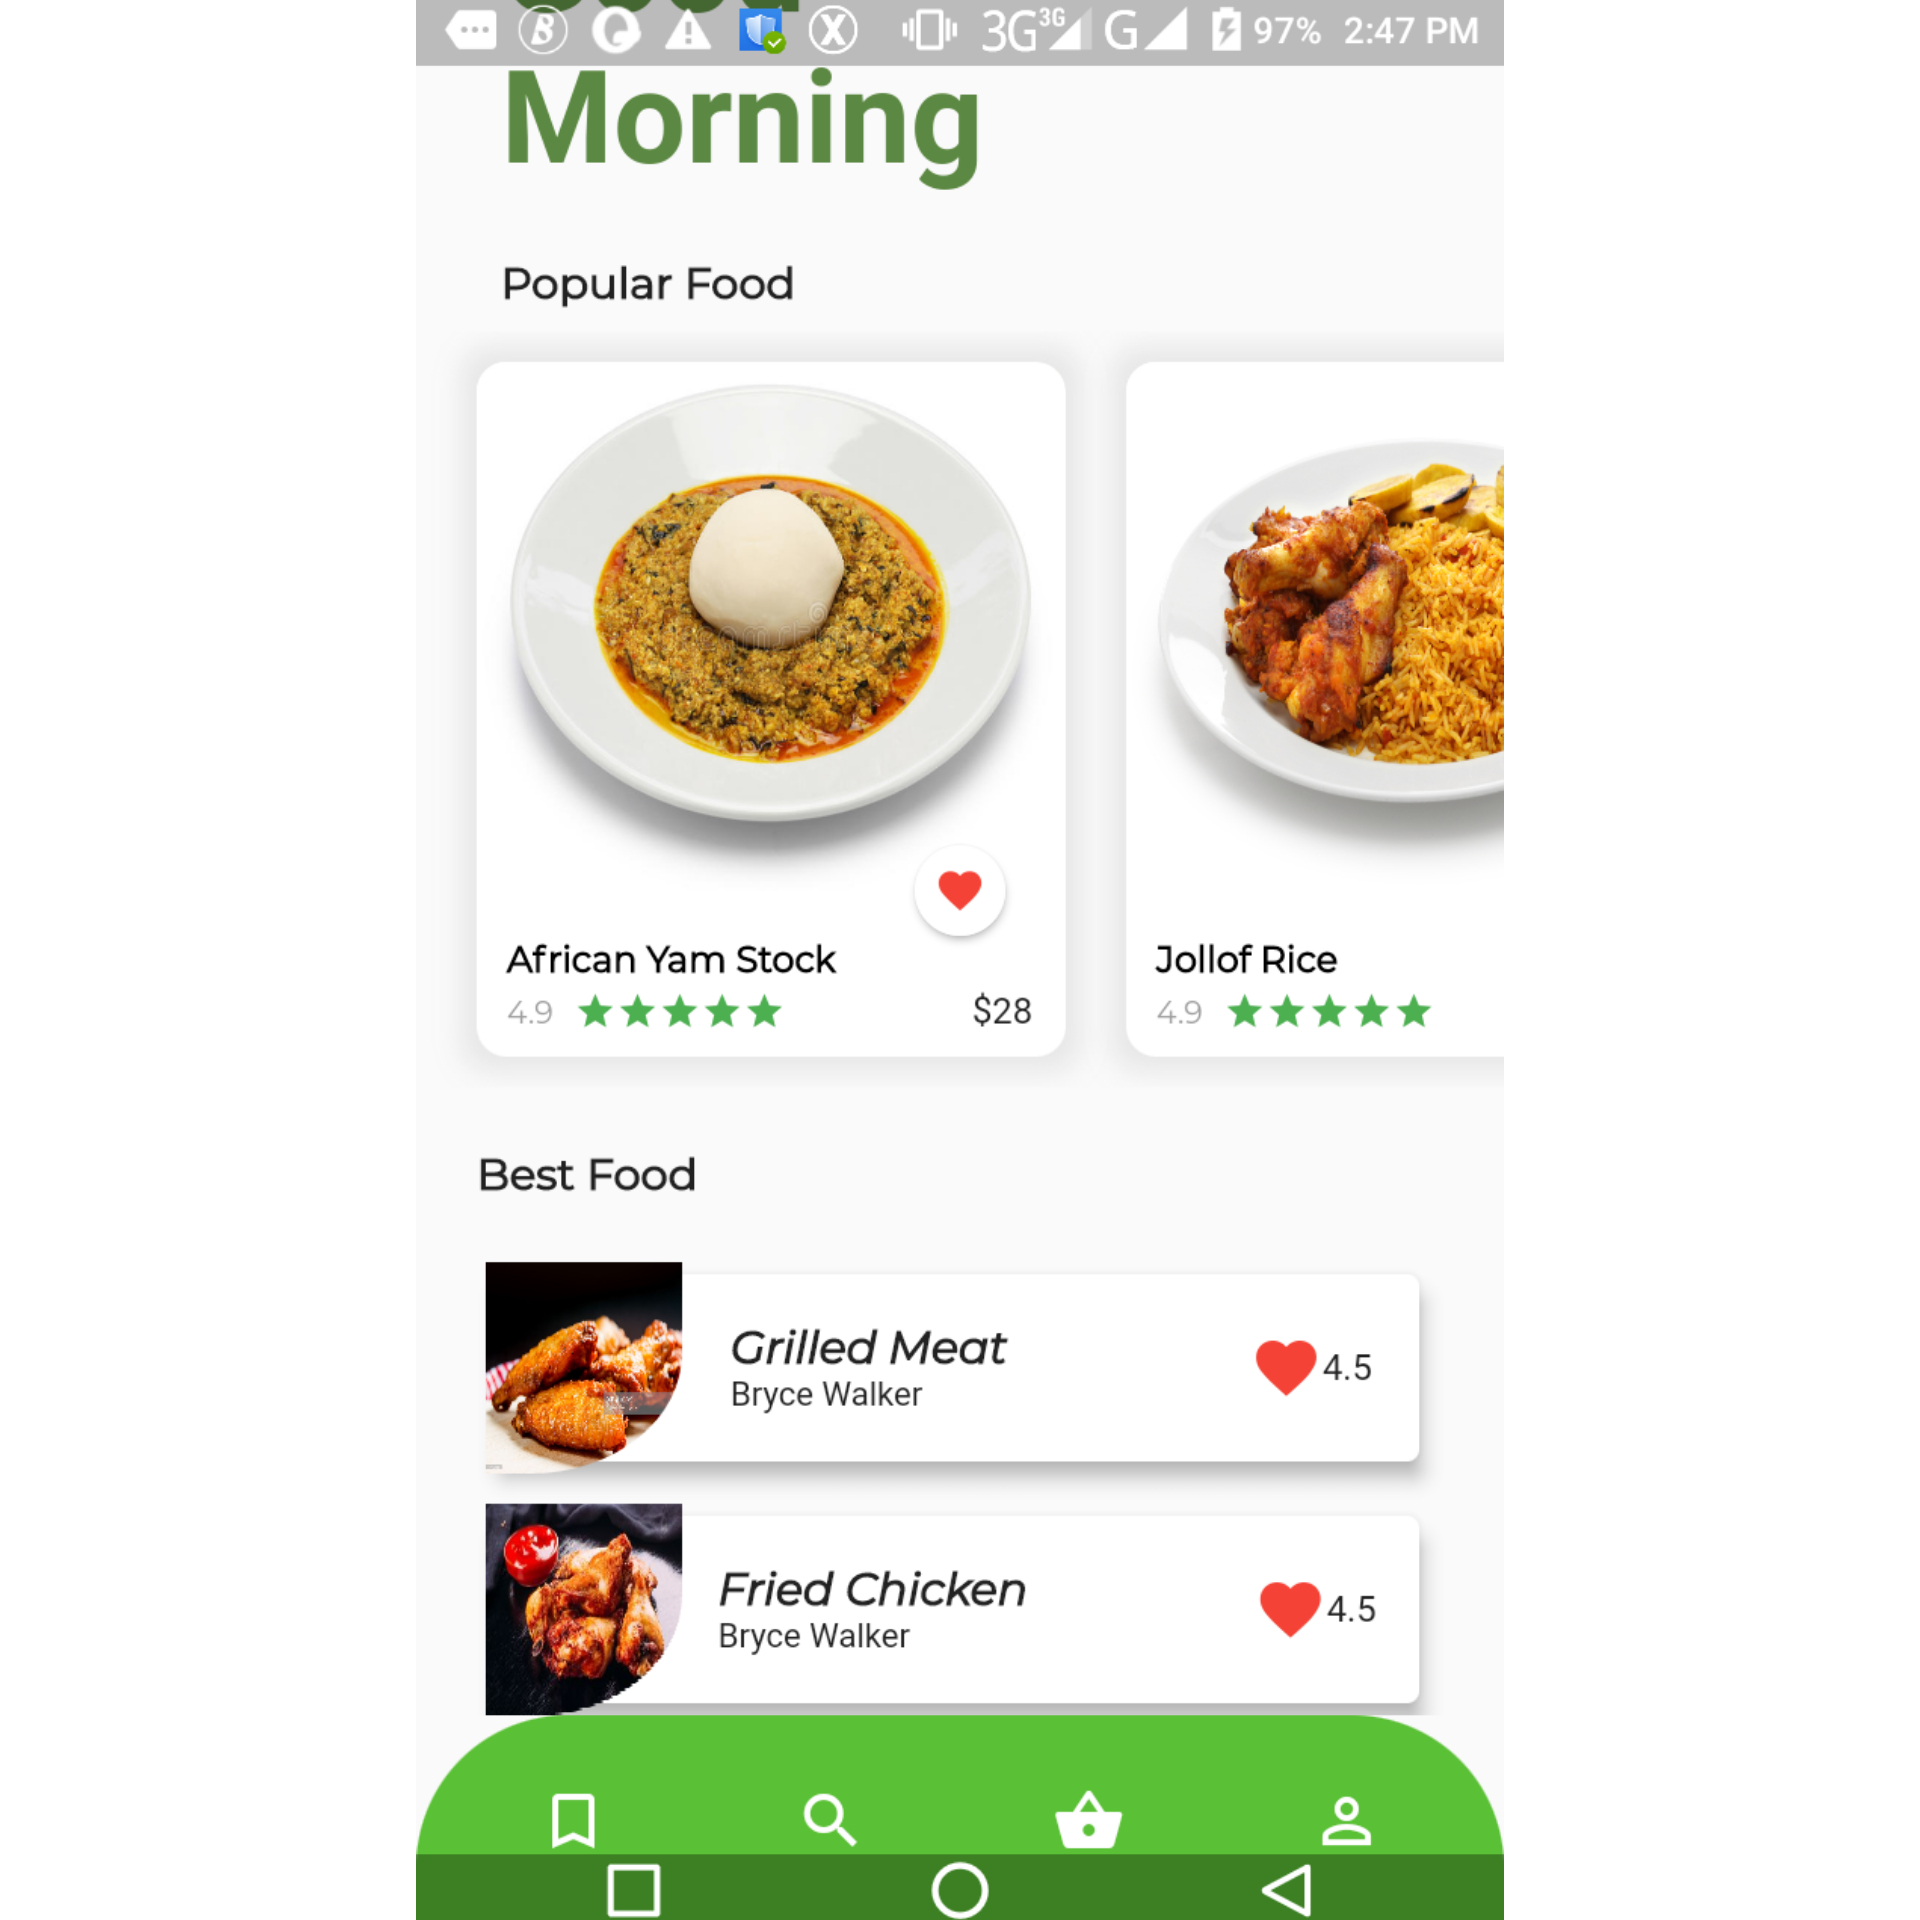 3G 3G G 97% 2:47 PM
Morning
Popular Food
African Yam Stock
4.9
$28
Jollof Rice
4.9
Best Food
Grilled Meat
Bryce Walker
4.5
Fried Chicken
Bryce Walker
4.5